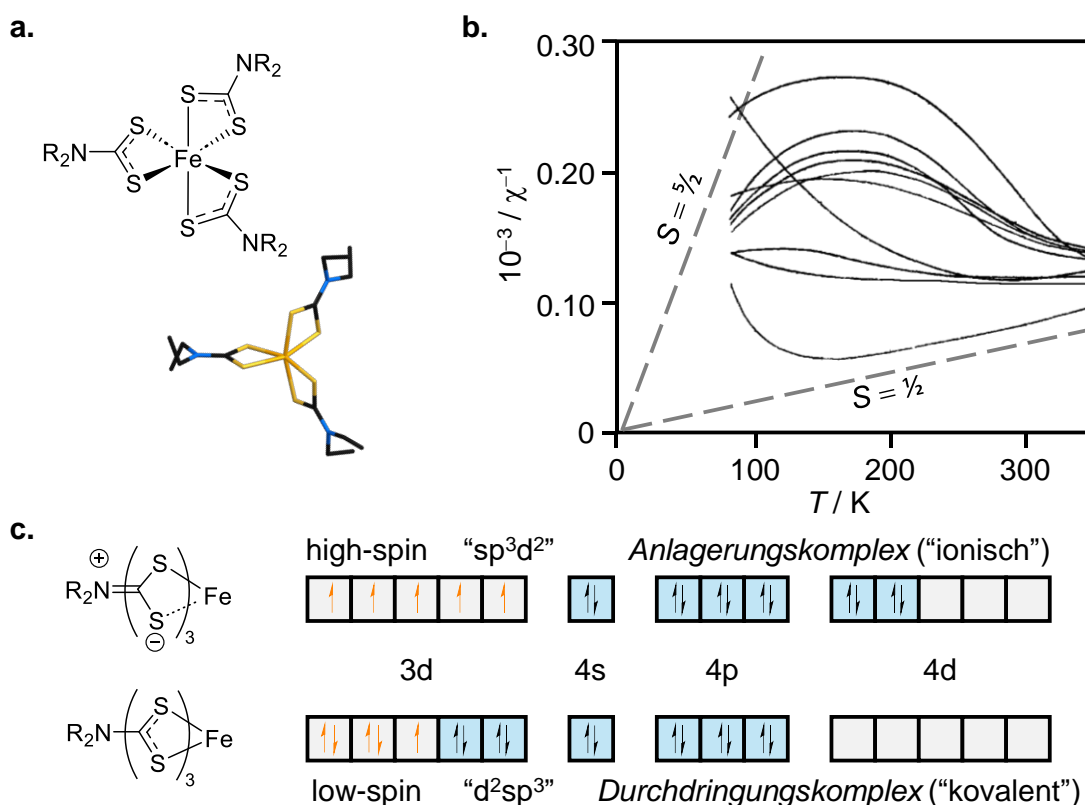 a.
NR2
S
S
S
S
R2N
Fe
S
S
NR2
b.
0.30
0.20
0.10
0
10⁻³ / χ⁻¹
S = ⁵⁄₂
S = ½
0
100
200
300
T / K
c.
⊕
R2N
S
S
⊖
3
Fe
high-spin "sp³d²" Anlagerungskomplex ("ionisch")
3d 4s 4p 4d
R2N
S
S
3
Fe
low-spin "d²sp³" Durchdringungskomplex ("kovalent")